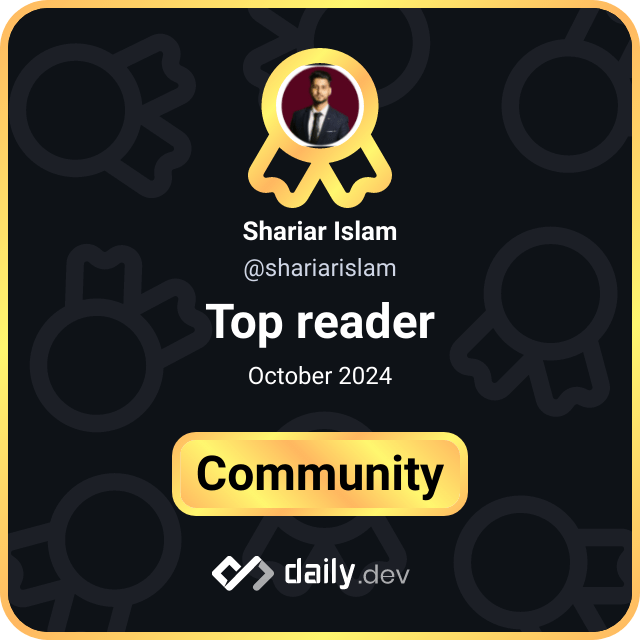 Shariar Islam
@shariarislam
Top reader
October 2024
Community
daily.dev